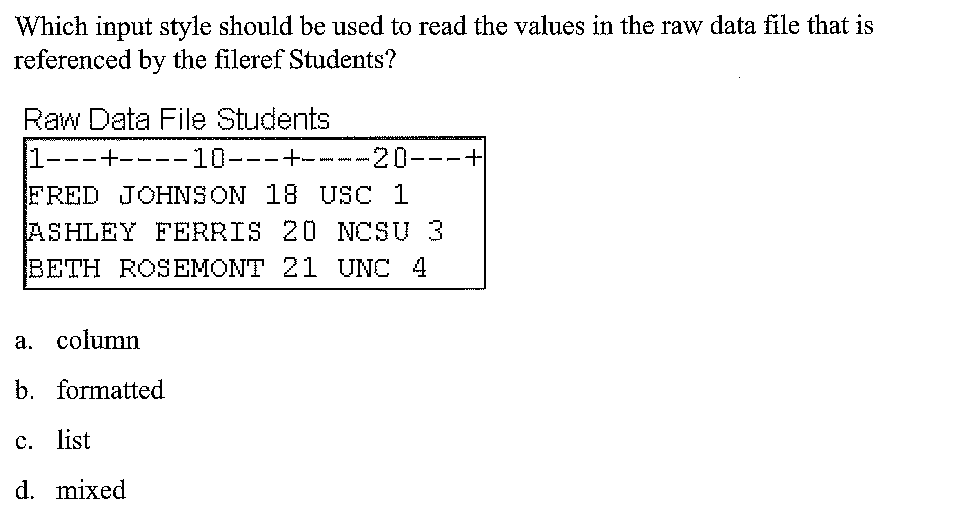 Which input style should be used to read the values in the raw data file that is
referenced by the fileref Students?
Raw Data File Students
1---+----10---+----20---+
FRED JOHNSON 18 USC 1
ASHLEY FERRIS 20 NCSU 3
BETH ROSEMONT 21 UNC 4
a. column
b. formatted
c. list
d. mixed